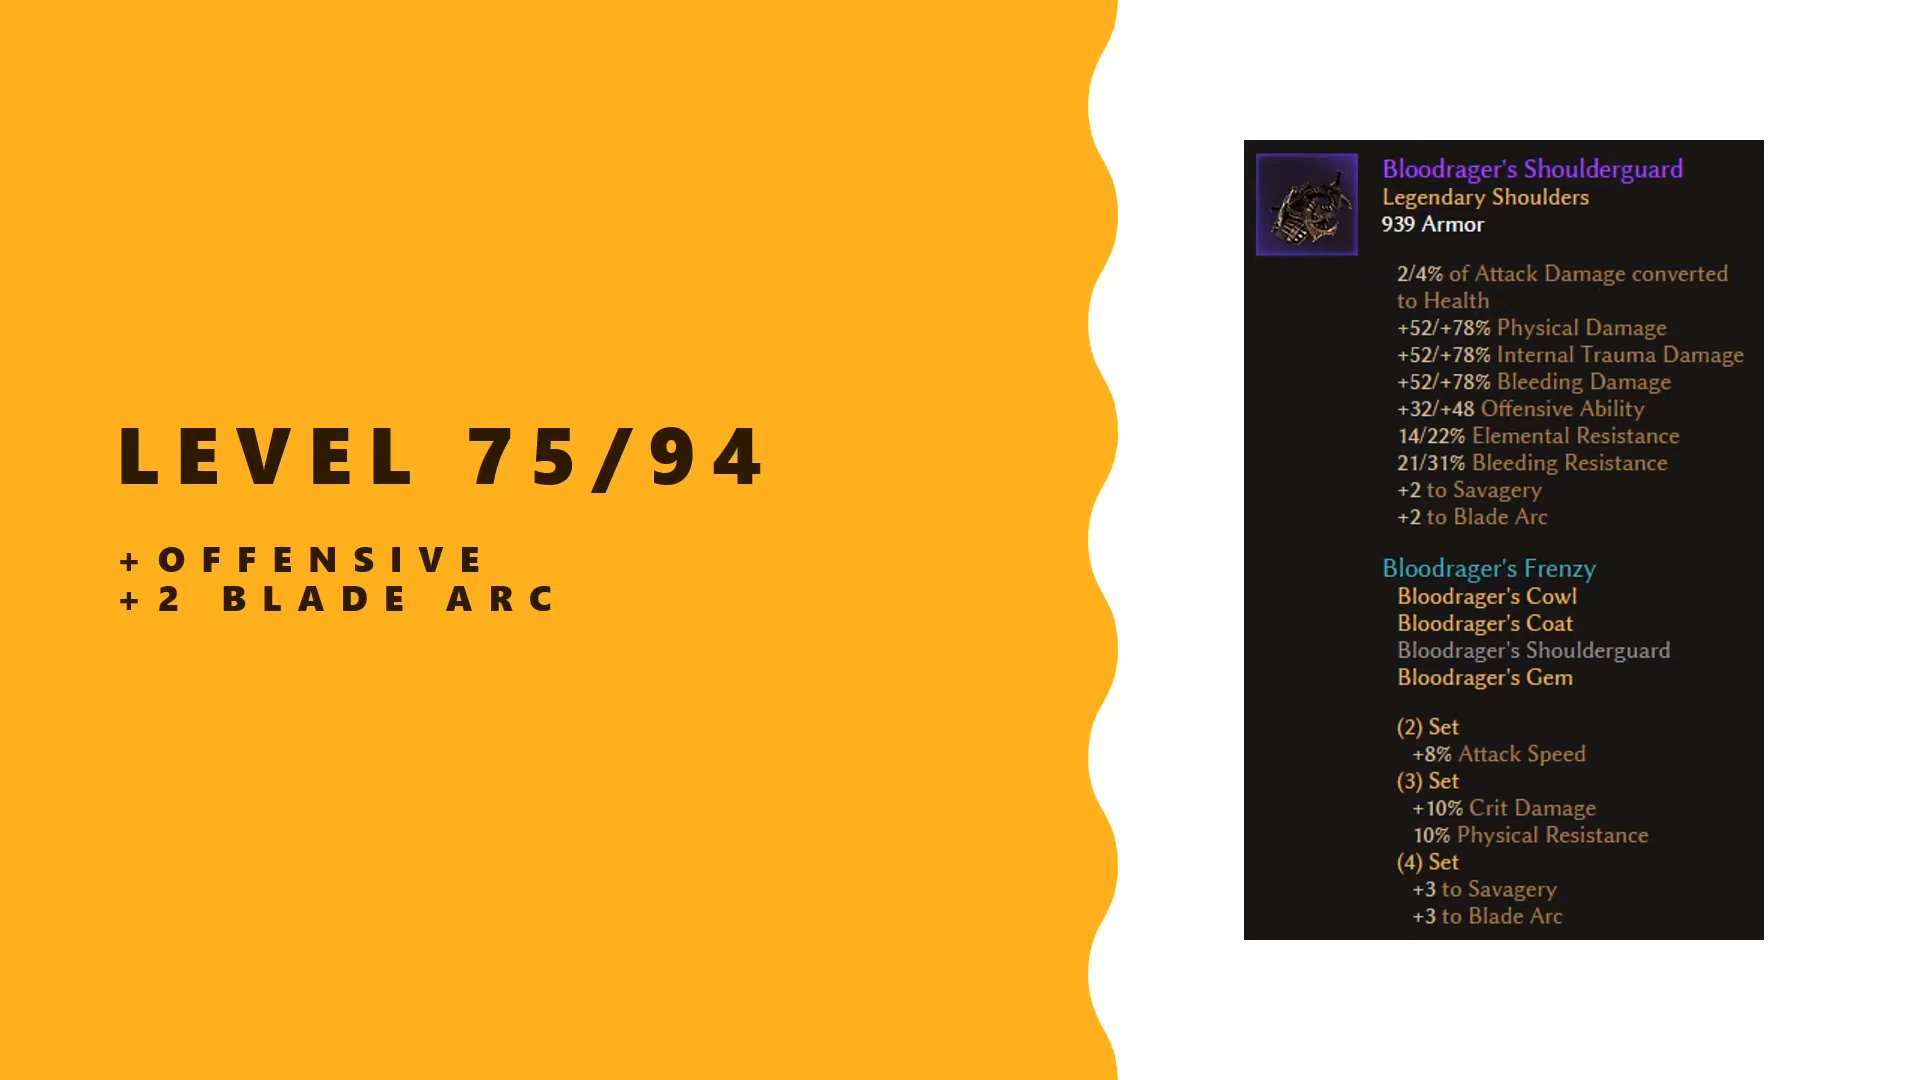 LEVEL 75/94
+OFFENSIVE
+2 BLADE ARC
Bloodrager's Shoulderguard
Legendary Shoulders
939 Armor
2/4% of Attack Damage converted
to Health
+52/+78% Physical Damage
+52/+78% Internal Trauma Damage
+52/+78% Bleeding Damage
+32/+48 Offensive Ability
14/22% Elemental Resistance
21/31% Bleeding Resistance
+2 to Savagery
+2 to Blade Arc
Bloodrager's Frenzy
Bloodrager's Cowl
Bloodrager's Coat
Bloodrager's Shoulderguard
Bloodrager's Gem
(2) Set
+8% Attack Speed
(3) Set
+10% Crit Damage
10% Physical Resistance
(4) Set
+3 to Savagery
+3 to Blade Arc